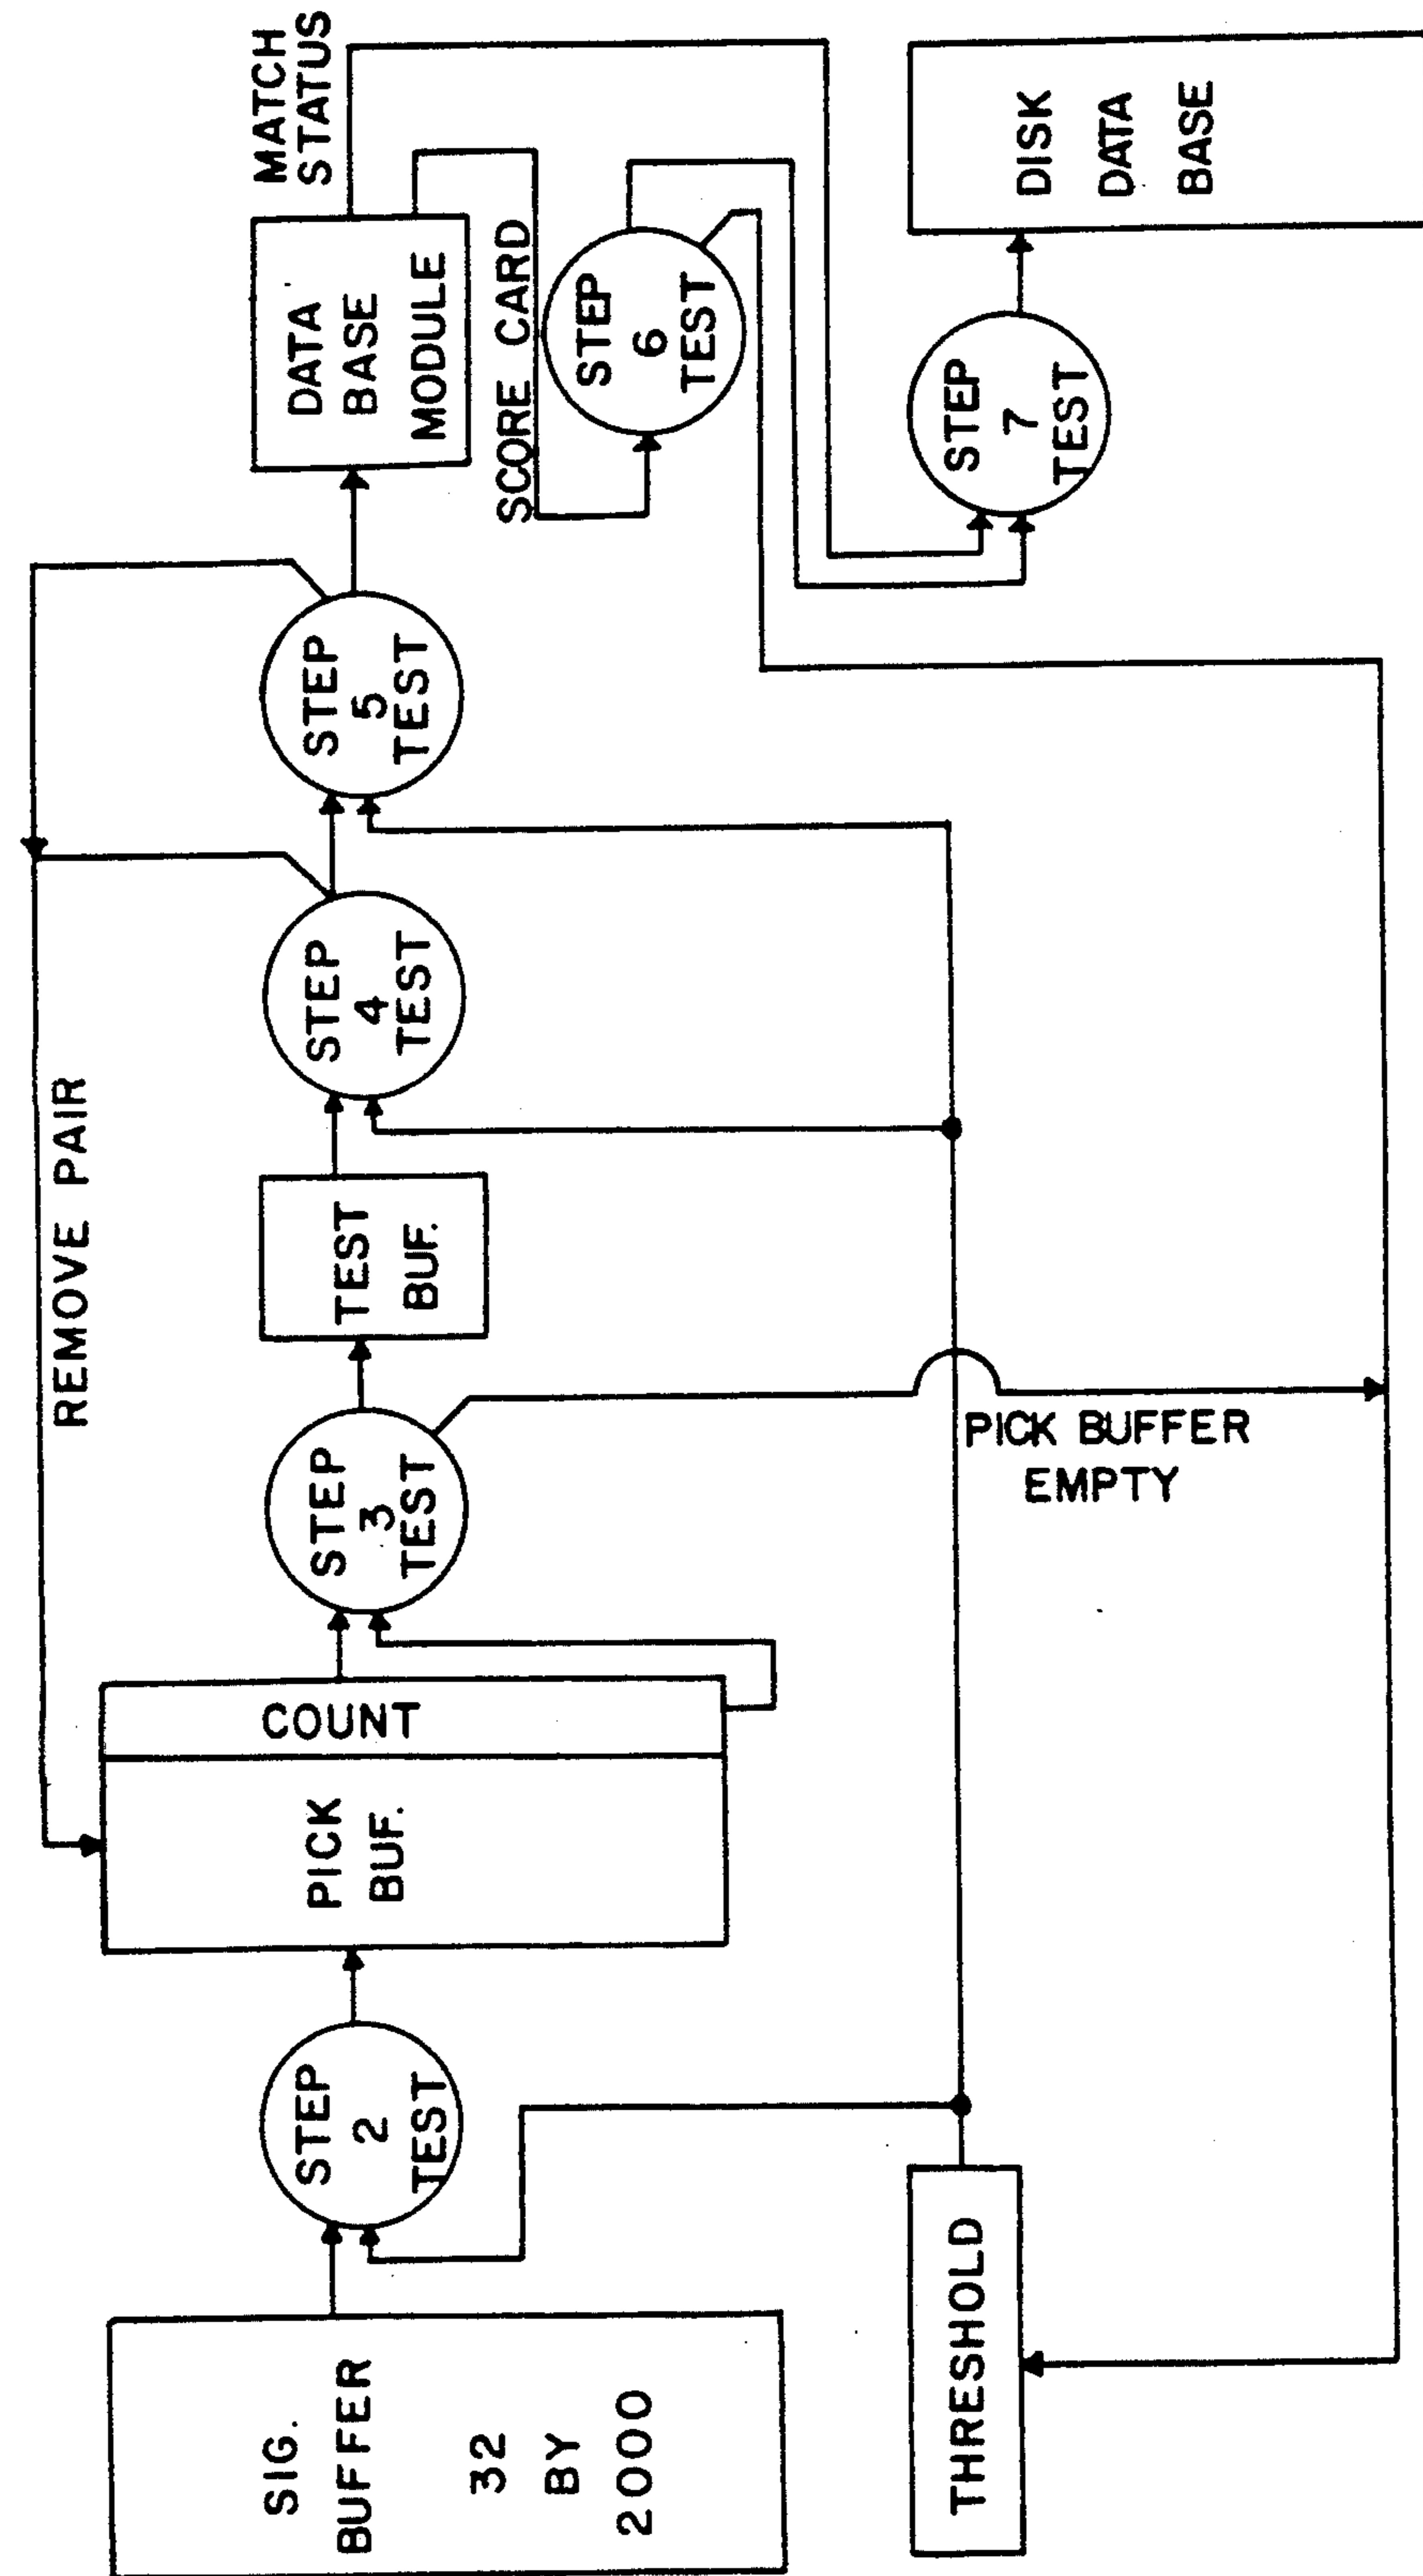 SIG.
BUFFER
32
BY
2000
STEP
2
TEST
PICK
BUF.
COUNT
STEP
3
TEST
TEST
BUF.
STEP
4
TEST
STEP
5
TEST
DATA
BASE
MODULE
MATCH
STATUS
SCORE CARD
STEP
6
TEST
STEP
7
TEST
DISK
DATA
BASE
REMOVE PAIR
PICK BUFFER
EMPTY
THRESHOLD